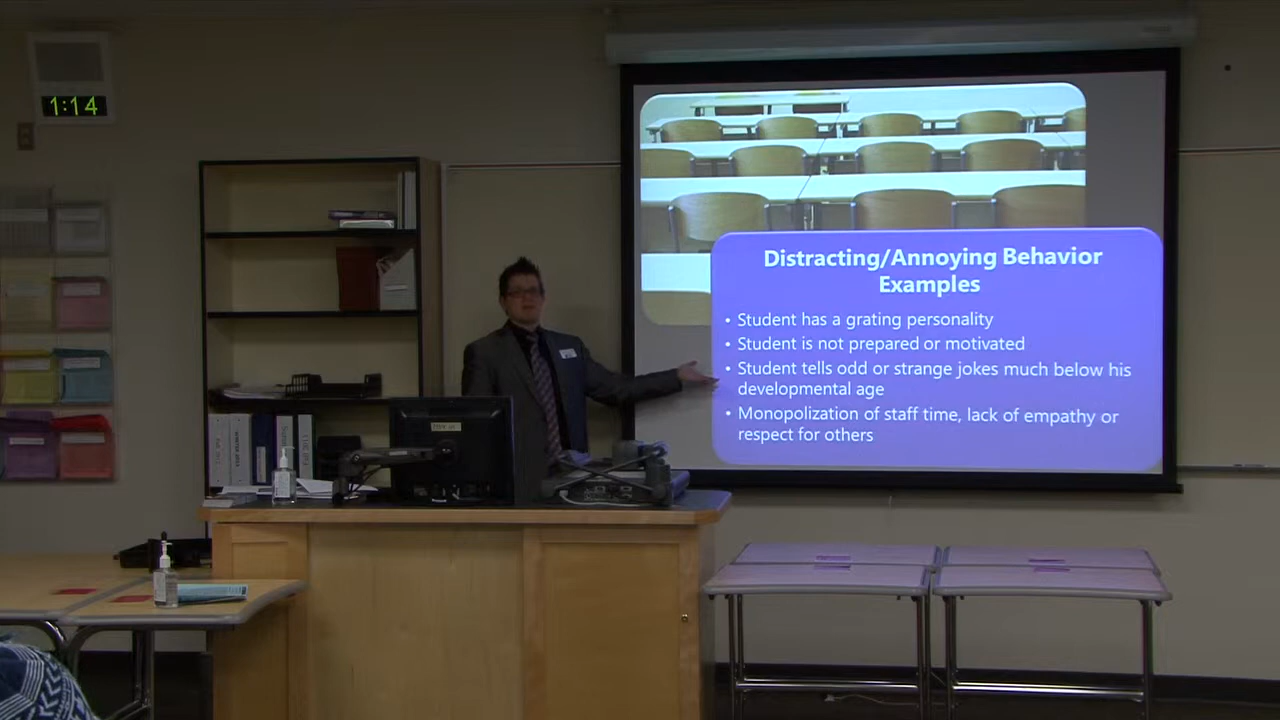 1:14
Distracting/Annoying Behavior
Examples
• Student has a grating personality
• Student is not prepared or motivated
• Student tells odd or strange jokes much below his
developmental age
• Monopolization of staff time, lack of empathy or
respect for others